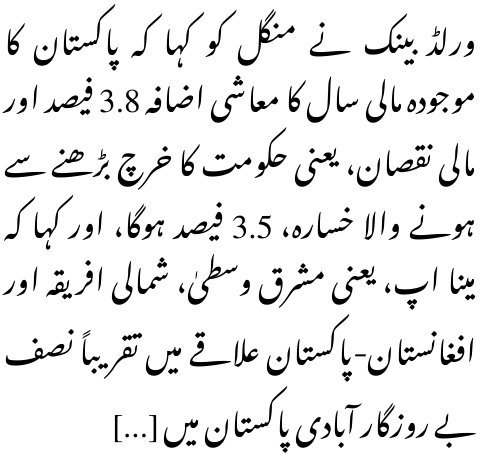 ورلڈ بینک نے منگل کو کہا کہ پاکستان کا
موجودہ مالی سال کا معاشی اضافہ 3.8 فیصد اور
مالی نقصان، یعنی حکومت کا خرچ بڑھنے سے
ہونے والا خسارہ، 3.5 فیصد ہوگا، اور کہا کہ
مینا اپ، یعنی مشرق وسطیٰ، شمالی افریقہ اور
افغانستان-پاکستان علاقے میں تقریباً نصف
بے روزگار آبادی پاکستان میں [...]